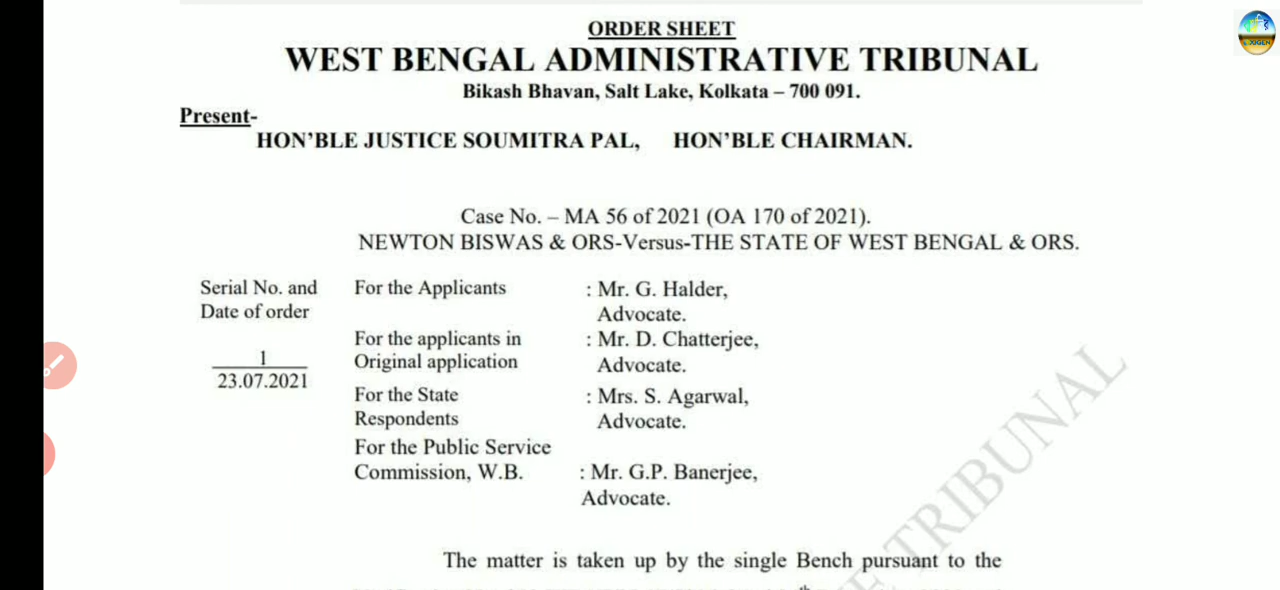 ORDER SHEET
WEST BENGAL ADMINISTRATIVE TRIBUNAL
Bikash Bhavan, Salt Lake, Kolkata – 700 091.
Present-
HON’BLE JUSTICE SOUMITRA PAL, HON’BLE CHAIRMAN.
Case No. – MA 56 of 2021 (OA 170 of 2021).
NEWTON BISWAS & ORS-Versus-THE STATE OF WEST BENGAL & ORS.
Serial No. and
Date of order
1
23.07.2021
For the Applicants : Mr. G. Halder,
Advocate.
For the applicants in : Mr. D. Chatterjee,
Original application Advocate.
For the State : Mrs. S. Agarwal,
Respondents Advocate.
For the Public Service
Commission, W.B. : Mr. G.P. Banerjee,
Advocate.
The matter is taken up by the single Bench pursuant to the
TRIBUNAL